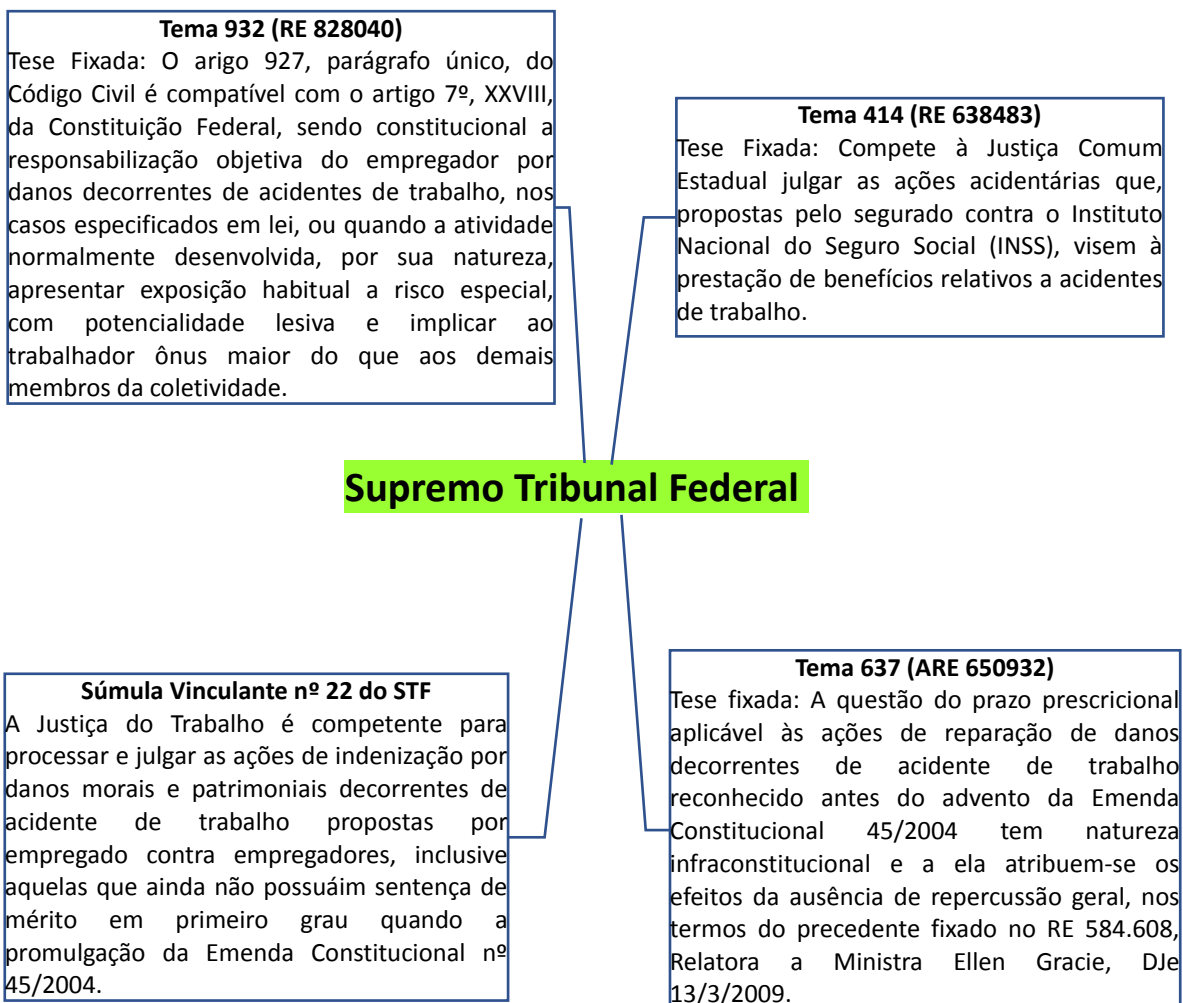 Tema 932 (RE 828040)
Tese Fixada: O arigo 927, parágrafo único, do
Código Civil é compatível com o artigo 7º, XXVIII,
da Constituição Federal, sendo constitucional a
responsabilização objetiva do empregador por
danos decorrentes de acidentes de trabalho, nos
casos especificados em lei, ou quando a atividade
normalmente desenvolvida, por sua natureza,
apresentar exposição habitual a risco especial,
com potencialidade lesiva e implicar ao
trabalhador ônus maior do que aos demais
membros da coletividade.
Tema 414 (RE 638483)
Tese Fixada: Compete à Justiça Comum
Estadual julgar as ações acidentárias que,
propostas pelo segurado contra o Instituto
Nacional do Seguro Social (INSS), visem à
prestação de benefícios relativos a acidentes
de trabalho.
Supremo Tribunal Federal
Súmula Vinculante nº 22 do STF
A Justiça do Trabalho é competente para
processar e julgar as ações de indenização por
danos morais e patrimoniais decorrentes de
acidente de trabalho propostas por
empregado contra empregadores, inclusive
aquelas que ainda não possuáim sentença de
mérito em primeiro grau quando a
promulgação da Emenda Constitucional nº
45/2004.
Tema 637 (ARE 650932)
Tese fixada: A questão do prazo prescricional
aplicável às ações de reparação de danos
decorrentes de acidente de trabalho
reconhecido antes do advento da Emenda
Constitucional 45/2004 tem natureza
infraconstitucional e a ela atribuem-se os
efeitos da ausência de repercussão geral, nos
termos do precedente fixado no RE 584.608,
Relatora a Ministra Ellen Gracie, DJe
13/3/2009.